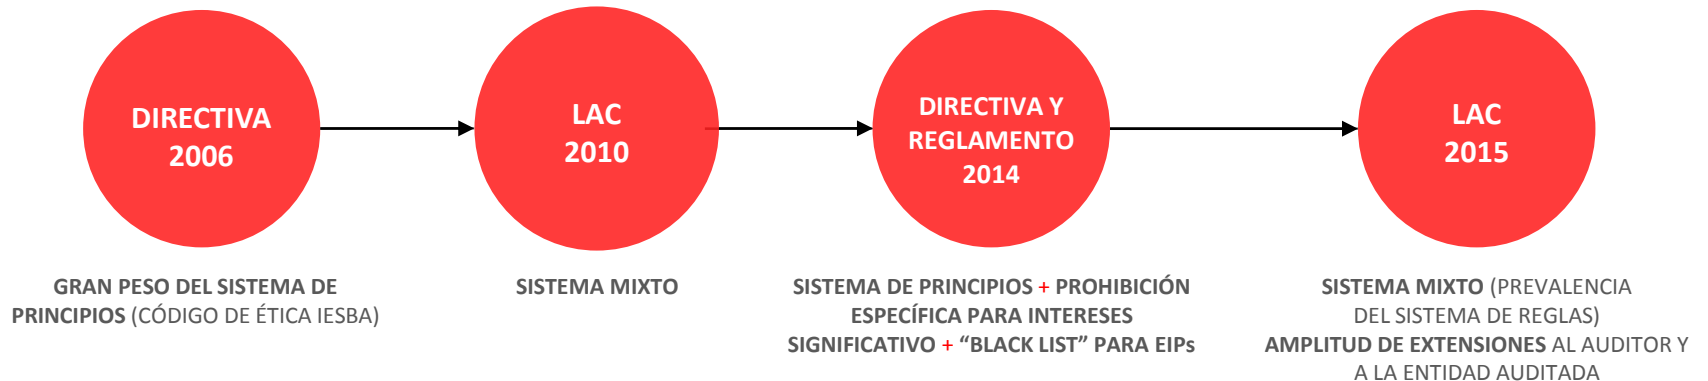 DIRECTIVA
2006
LAC
2010
DIRECTIVA Y
REGLAMENTO
2014
LAC
2015
GRAN PESO DEL SISTEMA DE
PRINCIPIOS (CÓDIGO DE ÉTICA IESBA)
SISTEMA MIXTO
SISTEMA DE PRINCIPIOS + PROHIBICIÓN
ESPECÍFICA PARA INTERESES
SIGNIFICATIVO + “BLACK LIST” PARA EIPs
SISTEMA MIXTO (PREVALENCIA
DEL SISTEMA DE REGLAS)
AMPLITUD DE EXTENSIONES AL AUDITOR Y
A LA ENTIDAD AUDITADA